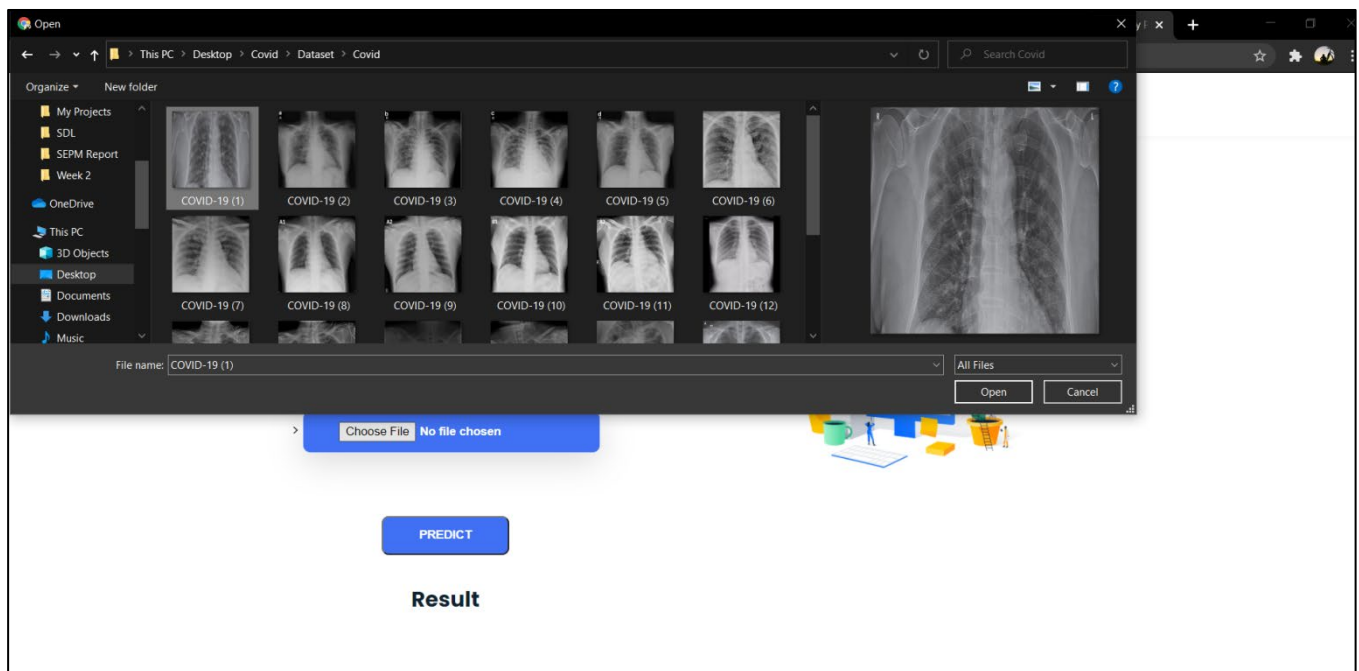 Open
This PC > Desktop > Covid > Dataset > Covid
Search Covid
Organize
New folder
My Projects
SDL
SEPM Report
Week 2
OneDrive
This PC
3D Objects
Desktop
Documents
Downloads
Music
COVID-19 (1) COVID-19 (2) COVID-19 (3) COVID-19 (4) COVID-19 (5) COVID-19 (6)
COVID-19 (7) COVID-19 (8) COVID-19 (9) COVID-19 (10) COVID-19 (11) COVID-19 (12)
File name: COVID-19 (1)
All Files
Open Cancel
Choose File No file chosen
PREDICT
Result